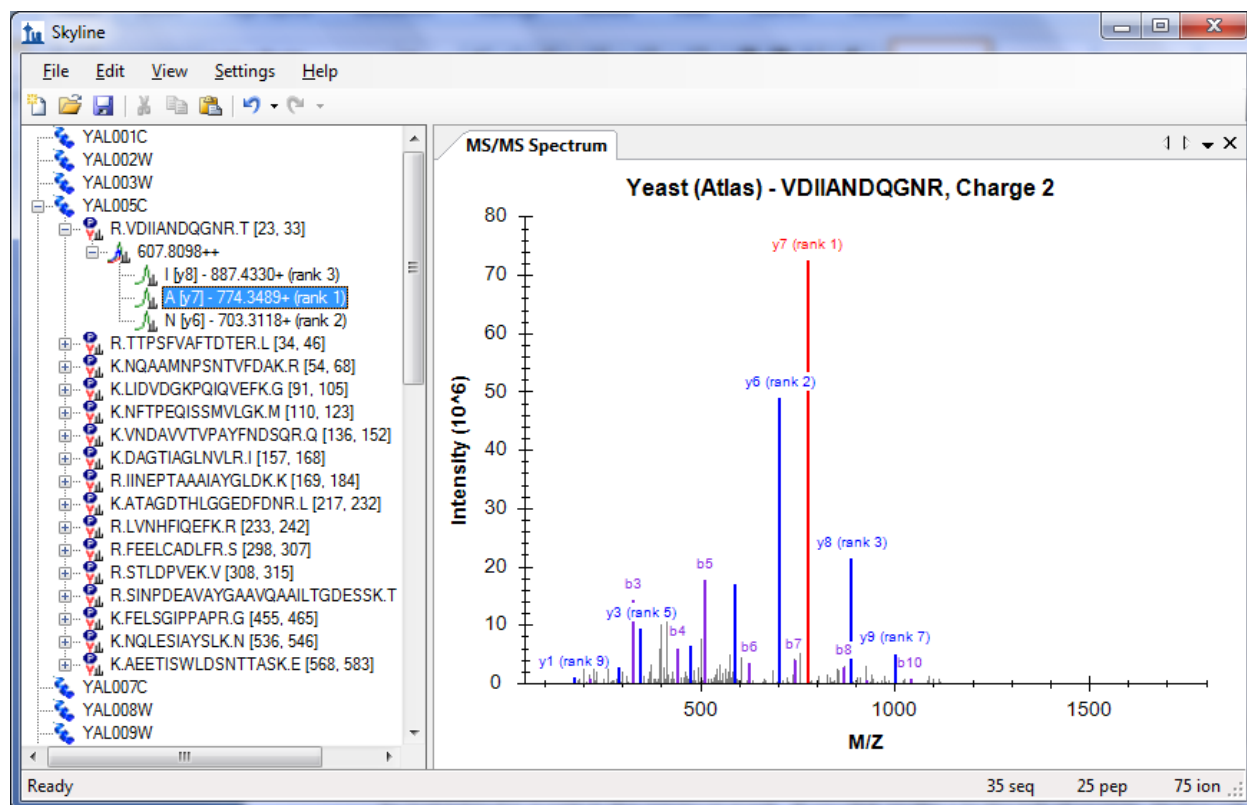 Skyline
File Edit View Settings Help
YAL001C
YAL002W
YAL003W
YAL005C
R.VDIIANDQGNR.T [23, 33]
607.8098++
I [y8] - 887.4330+ (rank 3)
A [y7] - 774.3489+ (rank 1)
N [y6] - 703.3118+ (rank 2)
R.TTPSFVAFTDTER.L [34, 46]
K.NQAAMNPSNTVFDAK.R [54, 68]
K.LIDVDGKPQIQVEFK.G [91, 105]
K.NFTPEQISSMVLGK.M [110, 123]
K.VNDAVVTVPAYFNDSQR.Q [136, 152]
K.DAGTIAGLNVLR.I [157, 168]
R.IINEPTAAAIAYGLDK.K [169, 184]
K.ATAGDTHLGGEDFDNR.L [217, 232]
R.LVNHFIQEFK.R [233, 242]
R.FEELCADLFR.S [298, 307]
R.STLDPVEK.V [308, 315]
R.SINPDEAVAYGAAVQAAILTGDESSK.T
K.FELSGIPPAPR.G [455, 465]
K.NQLESIAYSLK.N [536, 546]
K.AEETISWLDSNTTASK.E [568, 583]
YAL007C
YAL008W
YAL009W
MS/MS Spectrum
Yeast (Atlas) - VDIIANDQGNR, Charge 2
80
y7 (rank 1)
70
60
y6 (rank 2)
50
40
30
y8 (rank 3)
20
b5
b3
y3 (rank 5)
10
b4
b6
b7
b8
y9 (rank 7)
y1 (rank 9)
b10
0
Intensity (10^6)
500
1000
1500
M/Z
Ready
35 seq
25 pep
75 ion